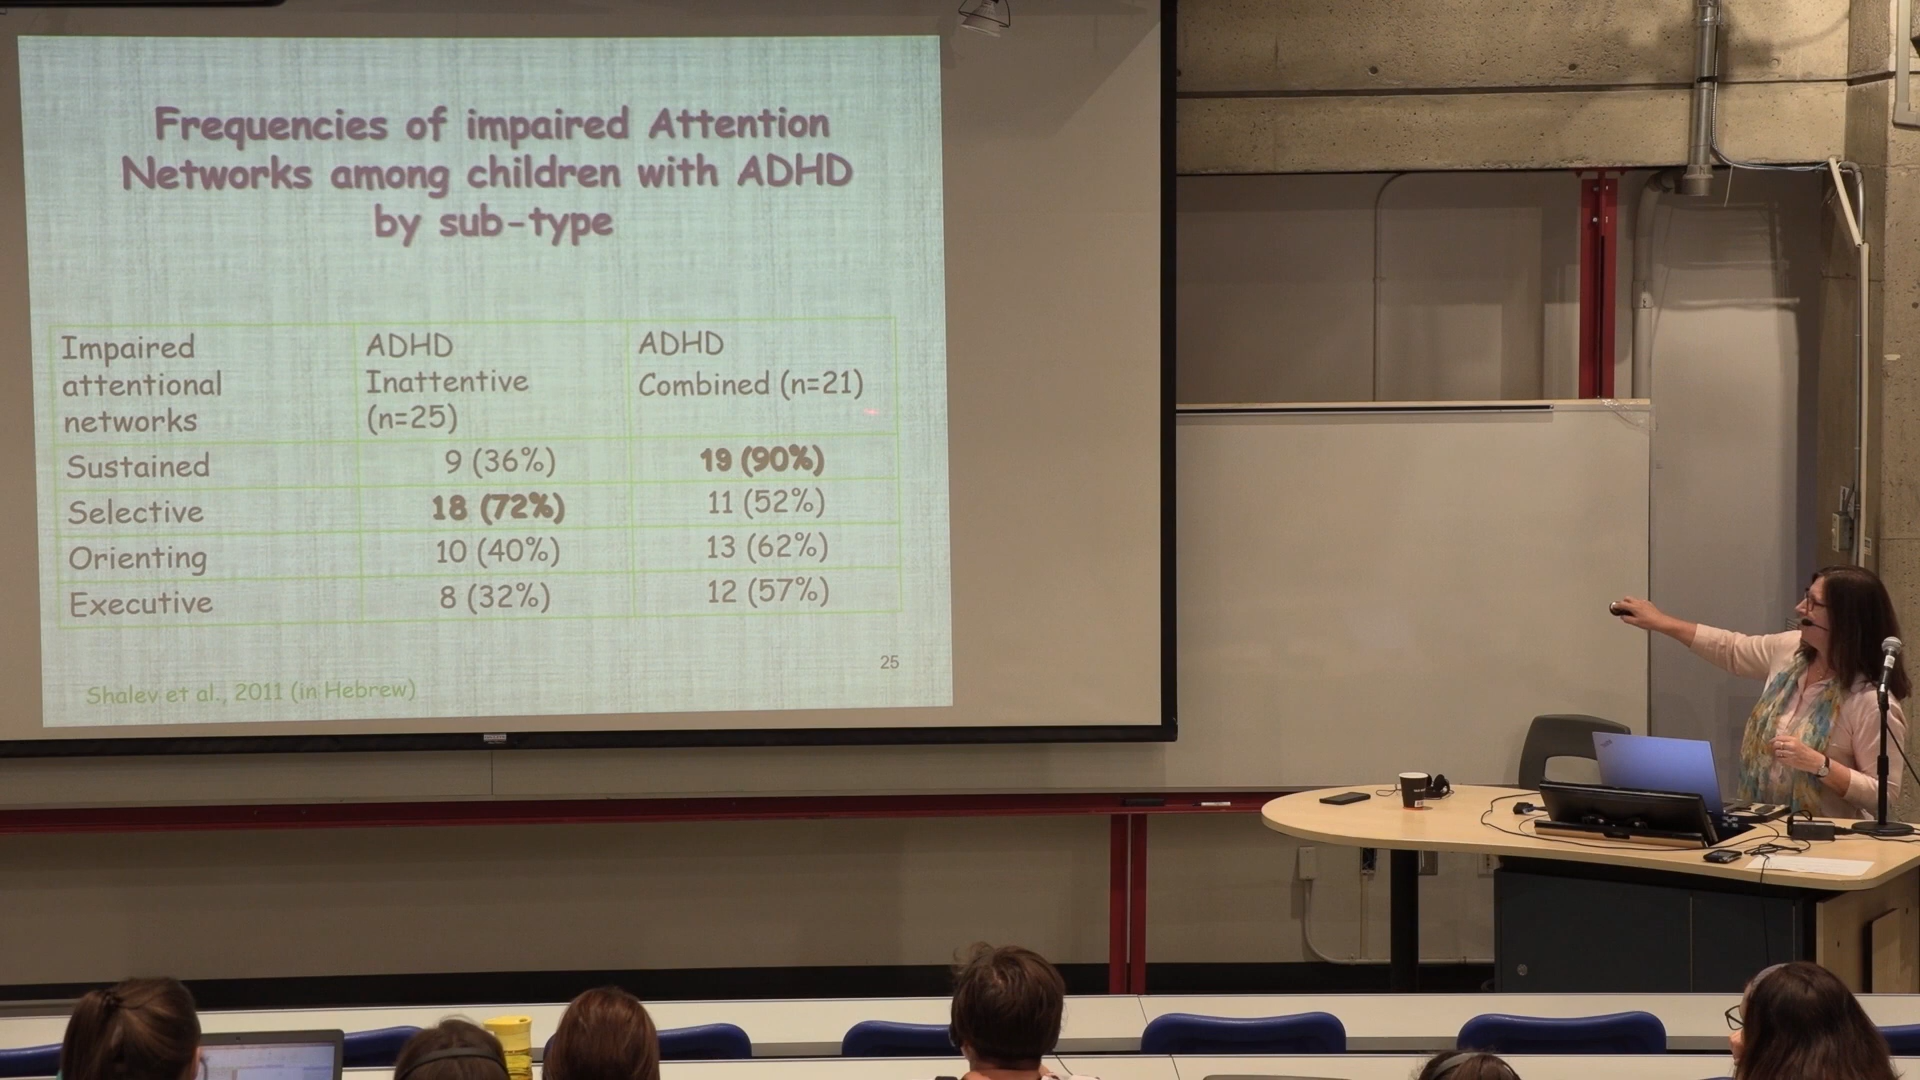 Frequencies of impaired Attention
Networks among children with ADHD
by sub-type
Impaired attentional networks | ADHD Inattentive (n=25) | ADHD Combined (n=21)
Sustained | 9 (36%) | 19 (90%)
Selective | 18 (72%) | 11 (52%)
Orienting | 10 (40%) | 13 (62%)
Executive | 8 (32%) | 12 (57%)
25
Shalev et al., 2011 (in Hebrew)